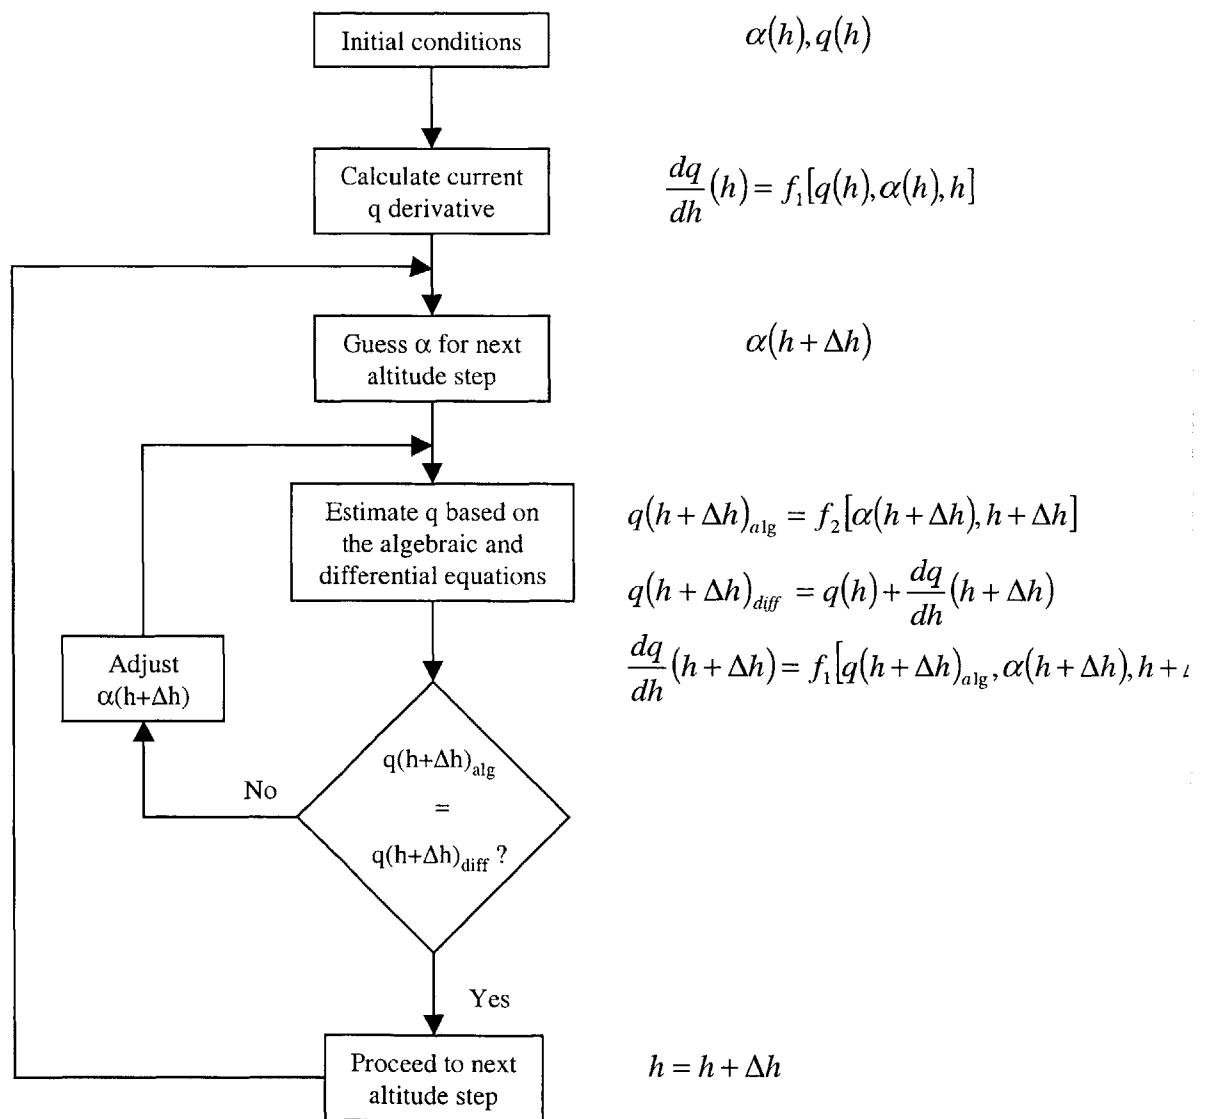 Initial conditions
α(h), q(h)
Calculate current
q derivative
dq/dh (h) = f₁[q(h), α(h), h]
Guess α for next
altitude step
α(h + Δh)
Estimate q based on
the algebraic and
differential equations
q(h + Δh)alg = f₂[α(h + Δh), h + Δh]
q(h + Δh)diff = q(h) + dq/dh (h + Δh)
dq/dh (h + Δh) = f₁[q(h + Δh)alg, α(h + Δh), h +
Adjust
α(h+Δh)
q(h+Δh)alg
=
q(h+Δh)diff ?
No
Yes
Proceed to next
altitude step
h = h + Δh